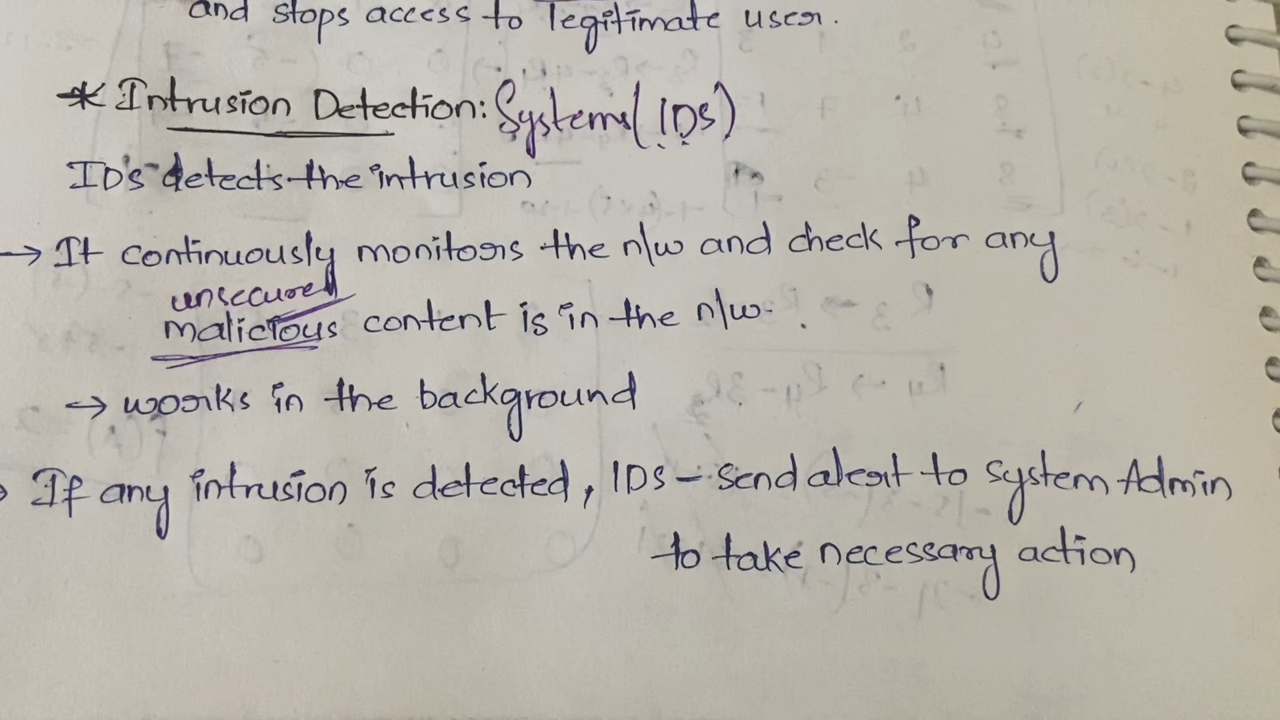 and stops access to legitimate user.
* Intrusion Detection: Systems (IDS)
IDS detects the intrusion
→ It continuously monitors the n/w and check for any
unsecured
malicious content is in the n/w.
→ works in the background
If any intrusion is detected, IDS - send alert to system Admin
to take necessary action